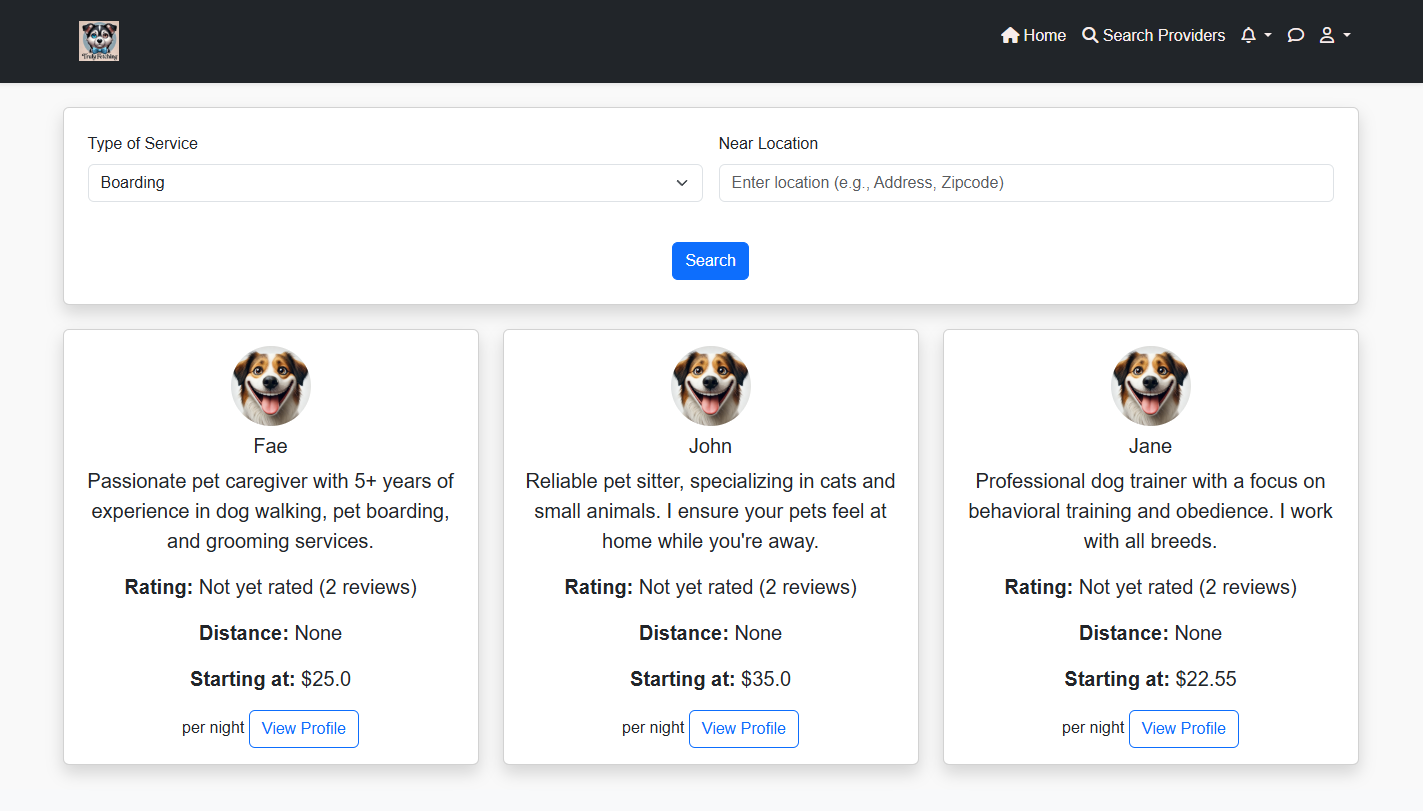 Truly Fetching
Home
Search Providers
Type of Service
Near Location
Boarding
Enter location (e.g., Address, Zipcode)
Search
Fae
Passionate pet caregiver with 5+ years of
experience in dog walking, pet boarding,
and grooming services.
Rating: Not yet rated (2 reviews)
Distance: None
Starting at: $25.0
per night View Profile
John
Reliable pet sitter, specializing in cats and
small animals. I ensure your pets feel at
home while you're away.
Rating: Not yet rated (2 reviews)
Distance: None
Starting at: $35.0
per night View Profile
Jane
Professional dog trainer with a focus on
behavioral training and obedience. I work
with all breeds.
Rating: Not yet rated (2 reviews)
Distance: None
Starting at: $22.55
per night View Profile